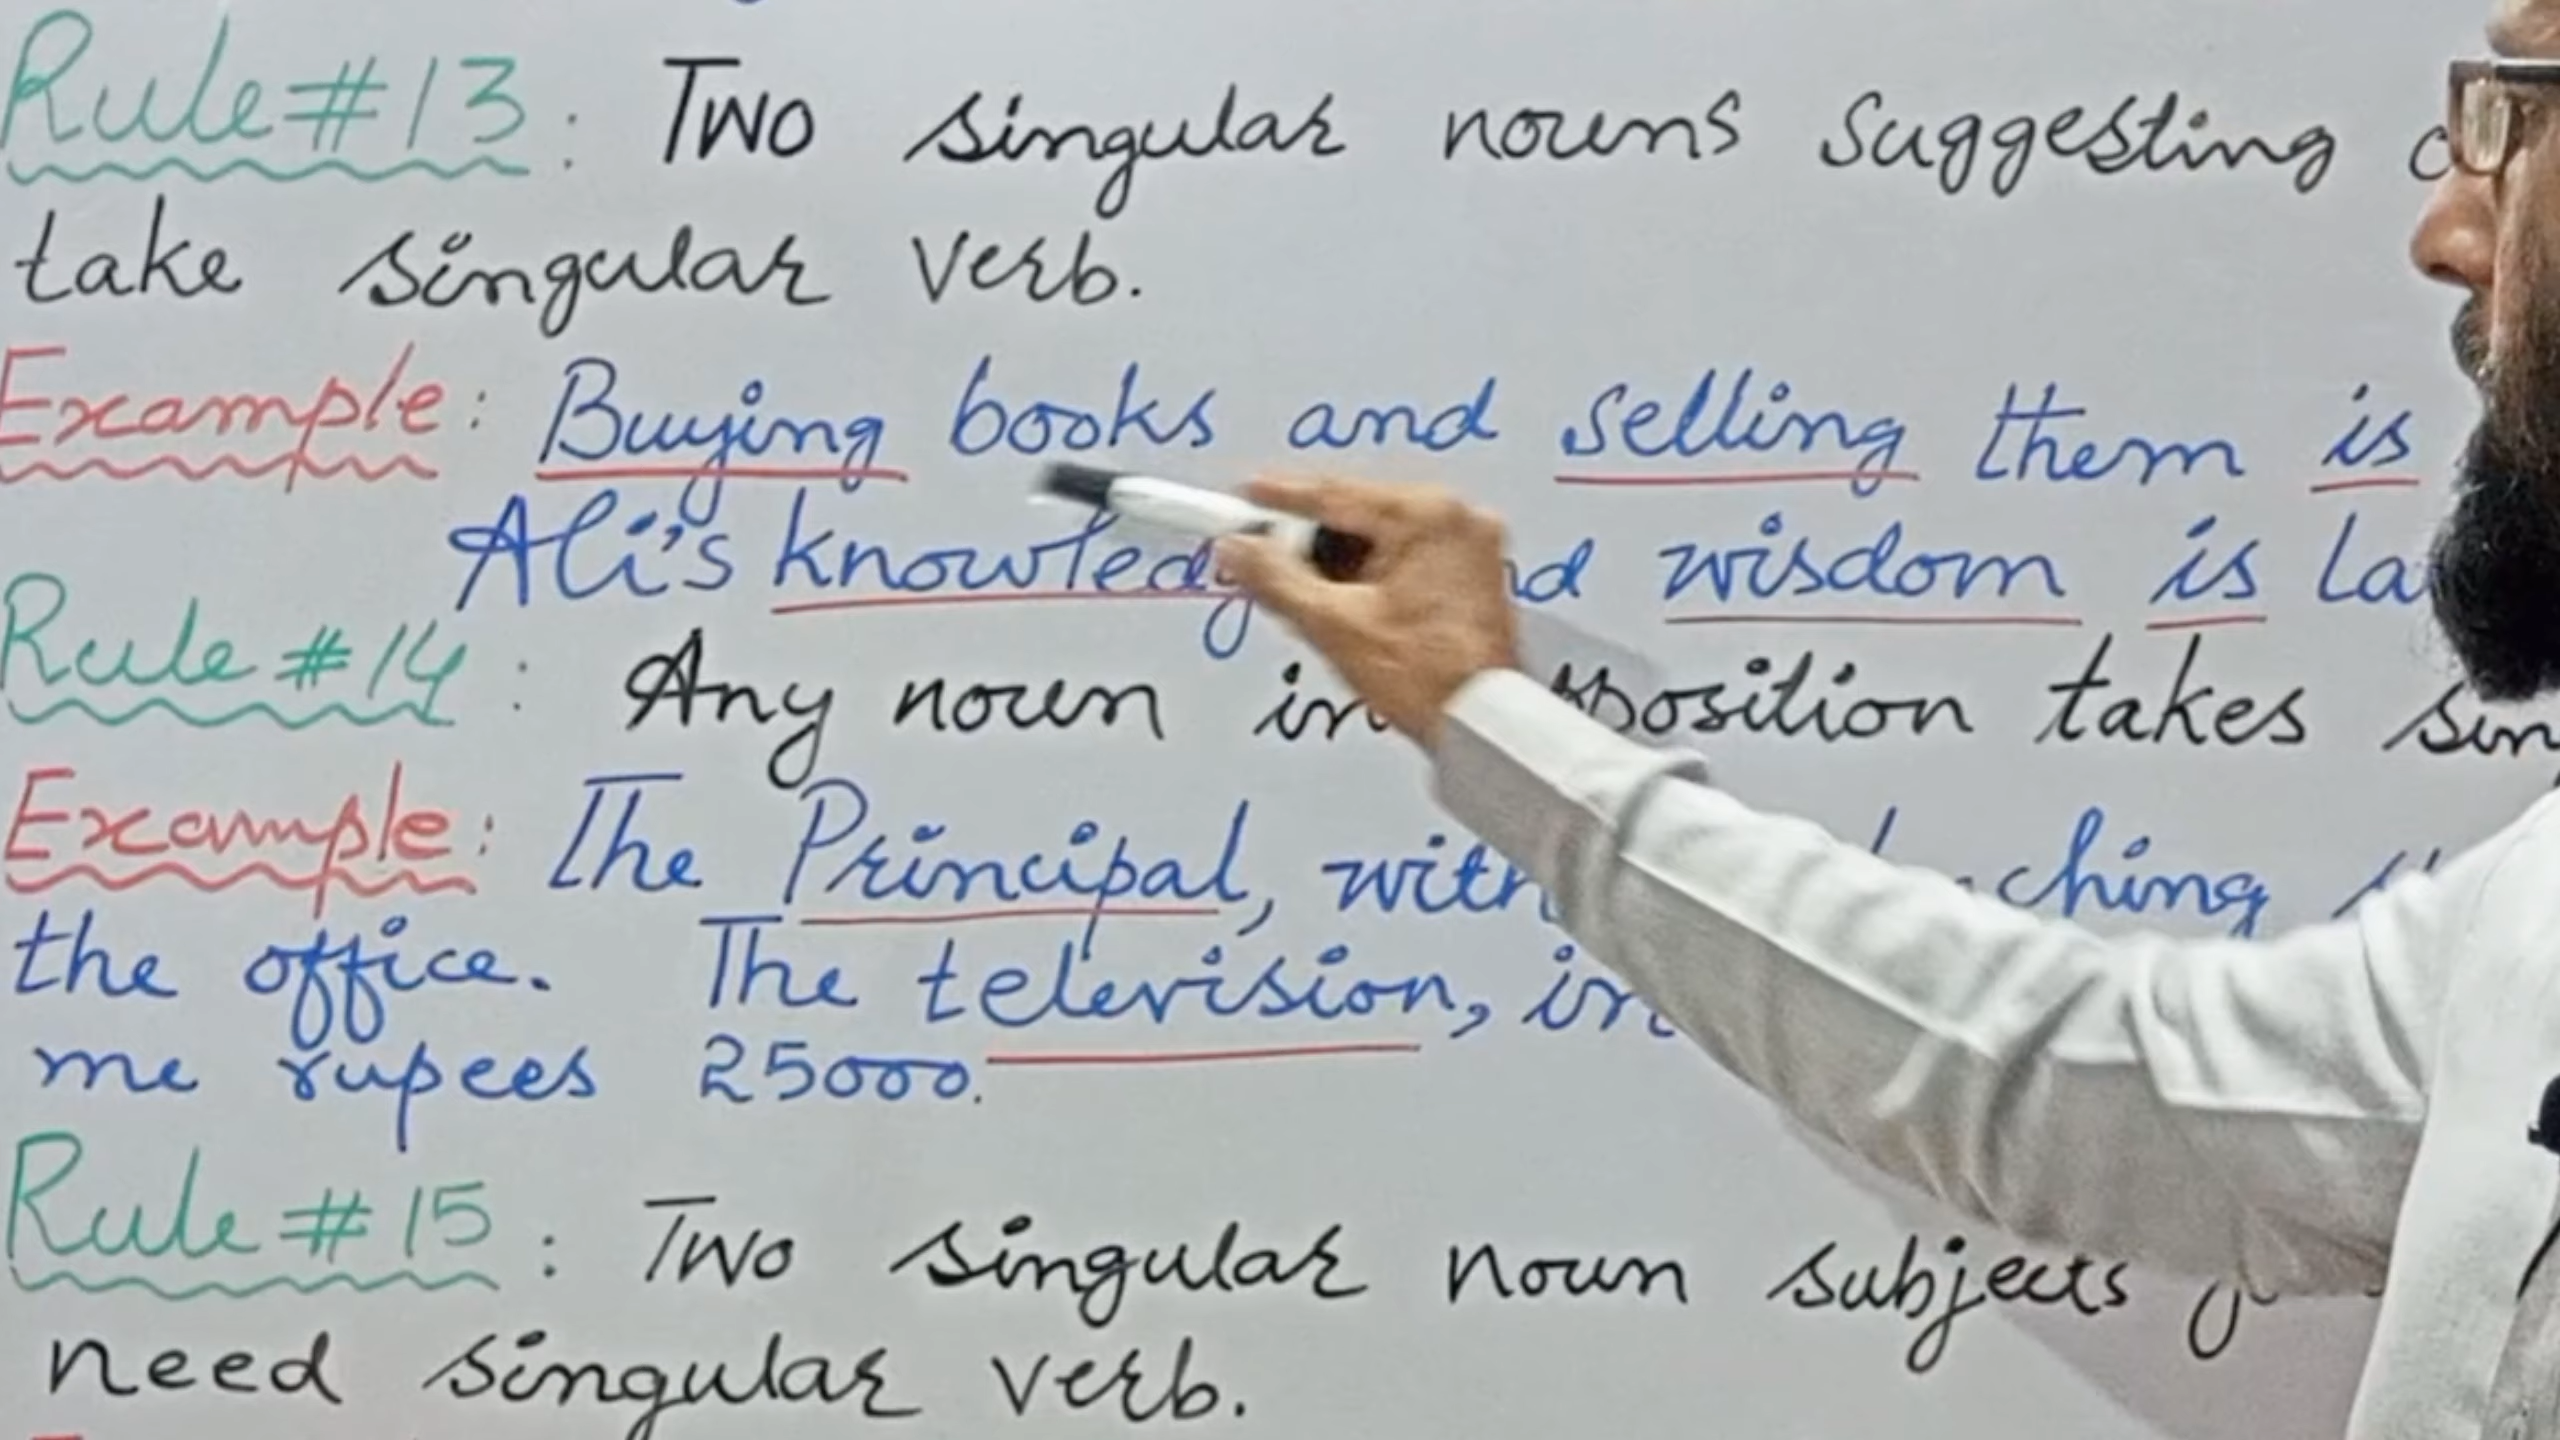 Rule#13: Two singular nouns suggesting
take singular verb.
Example: Buying books and selling them is
Ali's wisdom is
Rule #14: Any noun takes
Example: The Principal,
the office. The television,
me rupees 25000.
Rule #15: Two singular noun subjects
need singular verb.